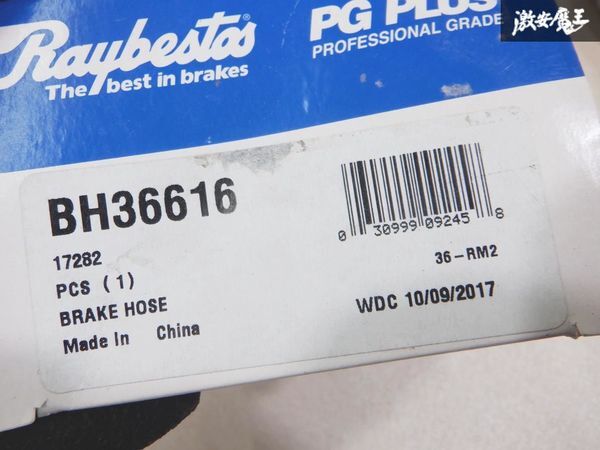 Raybestos
The best in brakes
PG PLUS
PROFESSIONAL GRADE
激安魔王
BH36616
17282
PCS (1)
BRAKE HOSE
Made In China
0 30999 09245 8
36-RM2
WDC 10/09/2017